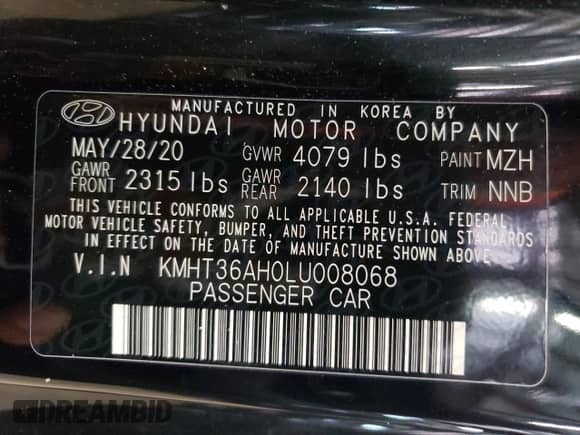 MANUFACTURED IN KOREA BY
HYUNDAI MOTOR COMPANY
MAY/28/20 GVWR 4079 lbs PAINT MZH
GAWR FRONT 2315 lbs GAWR REAR 2140 lbs TRIM NNB
THIS VEHICLE CONFORMS TO ALL APPLICABLE U.S.A. FEDERAL
MOTOR VEHICLE SAFETY, BUMPER, AND THEFT PREVENTION STANDARDS
IN EFFECT ON THE DATE OF MANUFACTURE SHOWN ABOVE.
V.I.N KMHT36AH0LU008068
PASSENGER CAR
DREAMBID